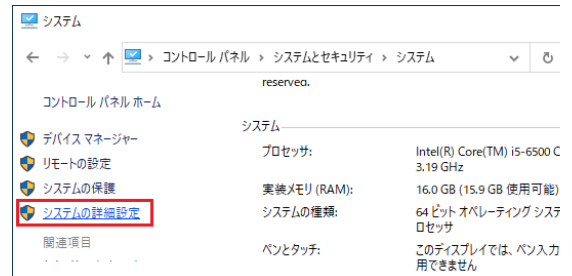 システム
コントロール パネル › システムとセキュリティ › システム
reserved.
コントロール パネル ホーム
デバイス マネージャー
リモートの設定
システムの保護
システムの詳細設定
関連項目
システム
プロセッサ: Intel(R) Core(TM) i5-6500 C
3.19 GHz
実装メモリ (RAM): 16.0 GB (15.9 GB 使用可能)
システムの種類: 64 ビット オペレーティング シス
ロセッサ
ペンとタッチ: このディスプレイでは、ペン入力
用できません